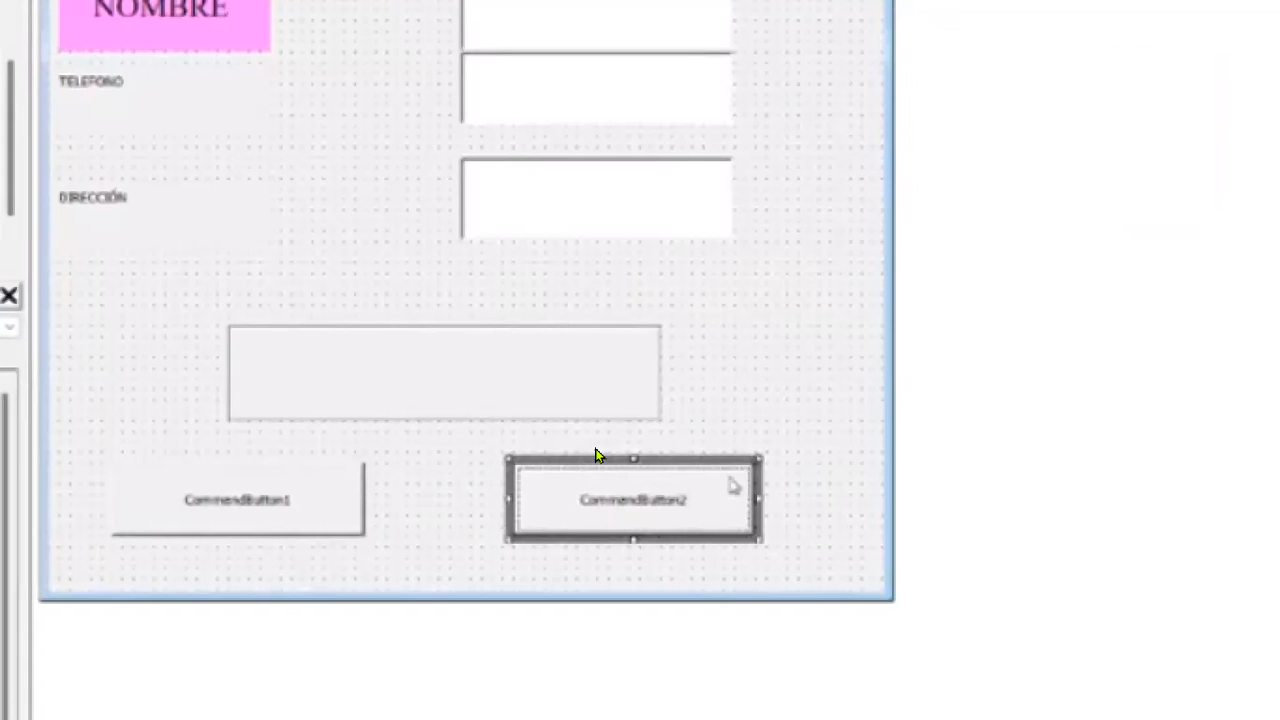 NOMBRE
TELEFONO
DIRECCIÓN
CommandButton1
CommandButton2